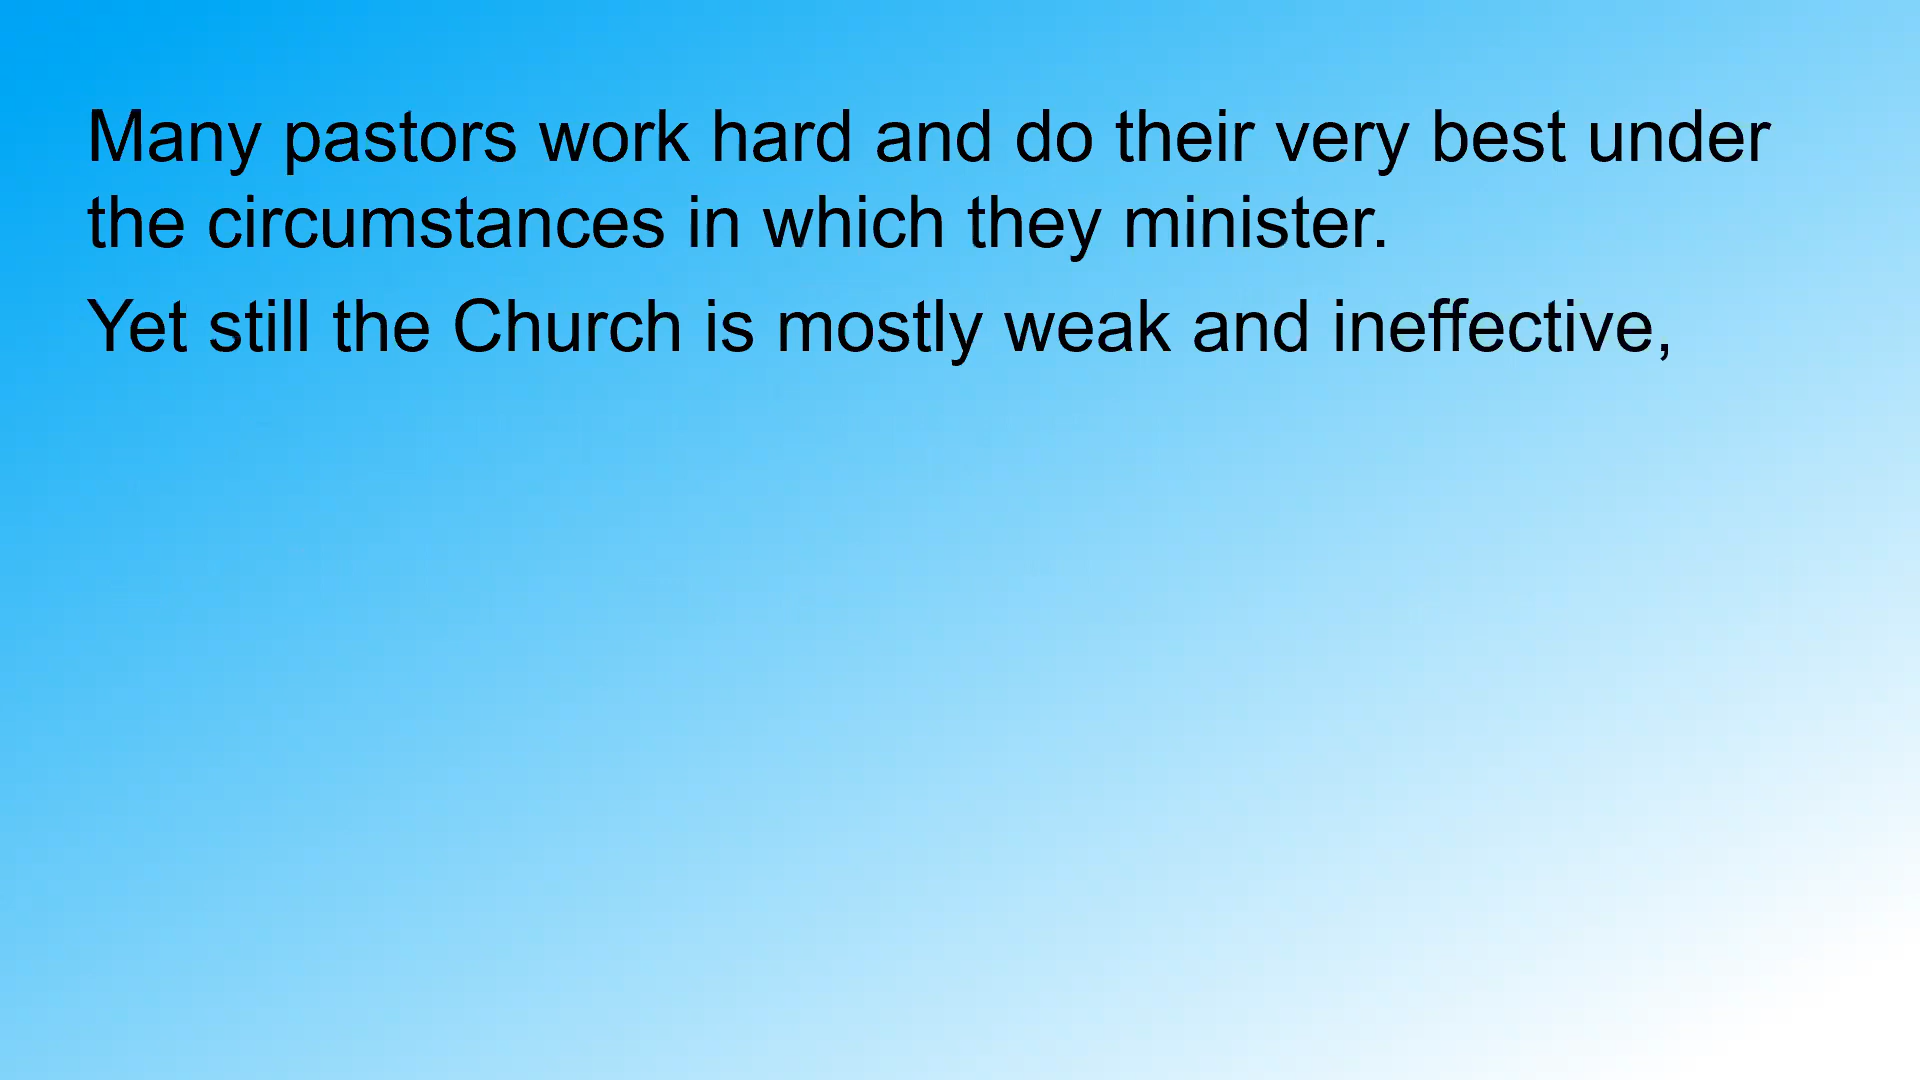 Many pastors work hard and do their very best under
the circumstances in which they minister.
Yet still the Church is mostly weak and ineffective,